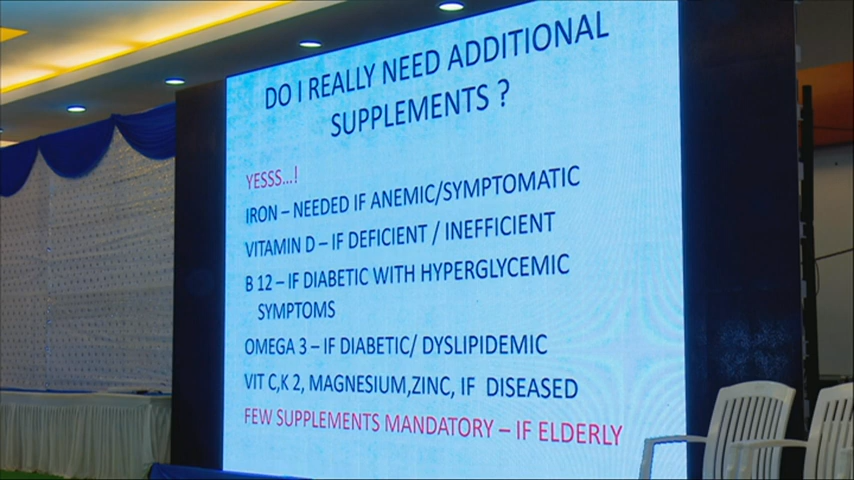 DO I REALLY NEED ADDITIONAL
SUPPLEMENTS ?
YESSS...!
IRON – NEEDED IF ANEMIC/SYMPTOMATIC
VITAMIN D – IF DEFICIENT / INEFFICIENT
B 12 – IF DIABETIC WITH HYPERGLYCEMIC
SYMPTOMS
OMEGA 3 – IF DIABETIC/ DYSLIPIDEMIC
VIT C,K 2, MAGNESIUM,ZINC, IF DISEASED
FEW SUPPLEMENTS MANDATORY – IF ELDERLY